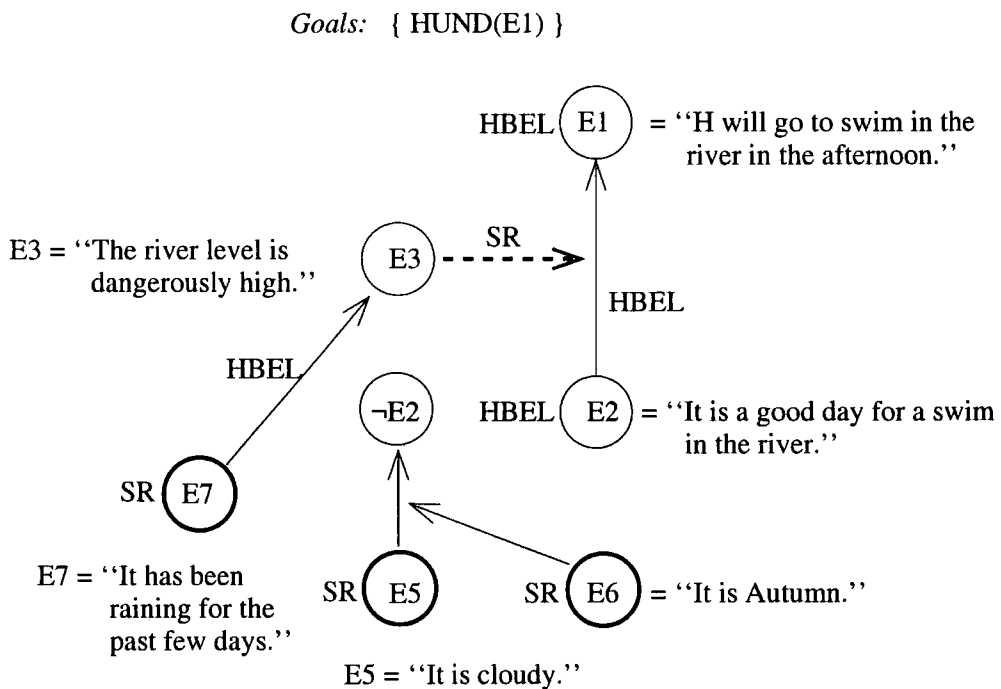 Goals: { HUND(E1) }
HBEL E1 = ‘‘H will go to swim in the
river in the afternoon.’’
E3 = ‘‘The river level is
dangerously high.’’
E3
SR
HBEL
HBEL
¬E2
HBEL E2 = ‘‘It is a good day for a swim
in the river.’’
SR E7
E7 = ‘‘It has been
raining for the
past few days.’’
SR E5
SR E6 = ‘‘It is Autumn.’’
E5 = ‘‘It is cloudy.’’